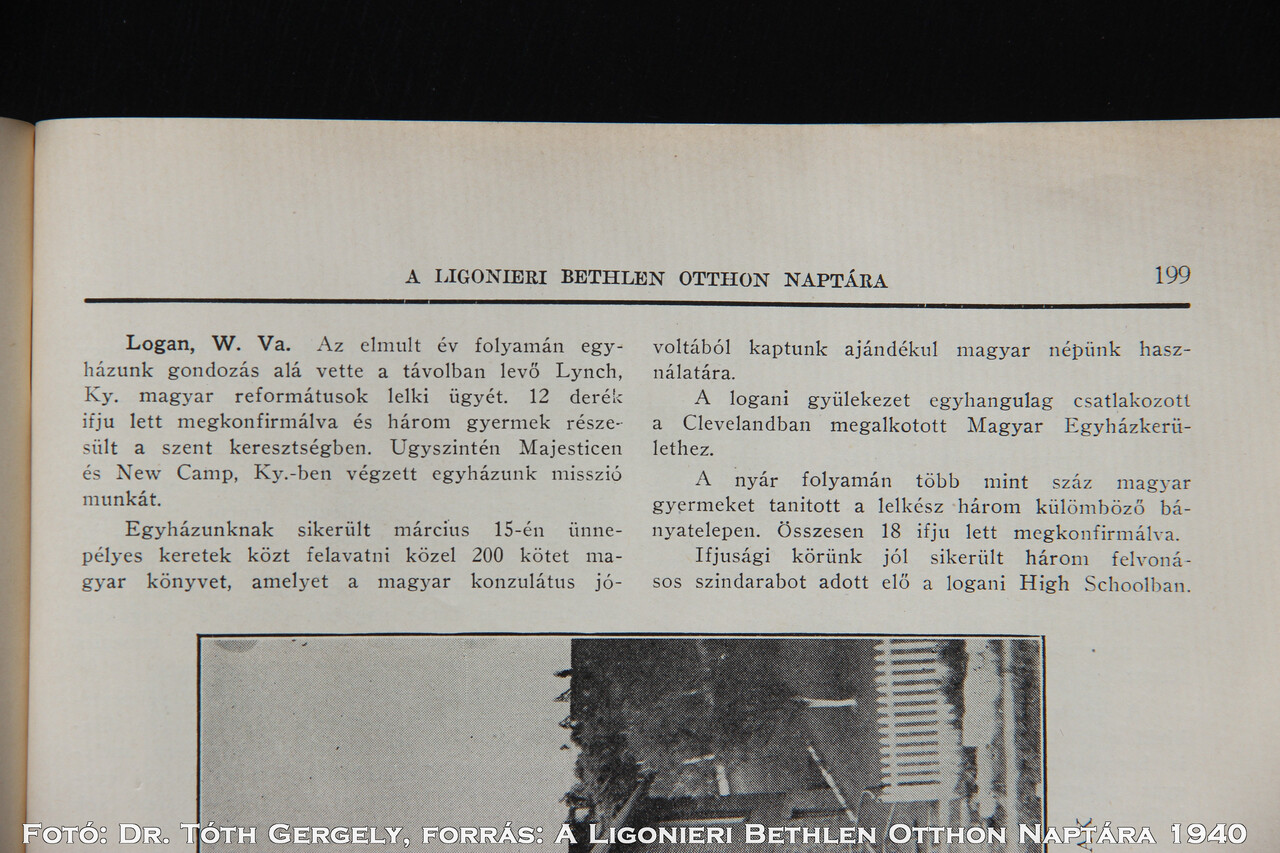 A LIGONIERI BETHLEN OTTHON NAPTÁRA 199
Logan, W. Va. Az elmult év folyamán egy-
házunk gondozás alá vette a távolban levő Lynch,
Ky. magyar reformátusok lelki ügyét. 12 derék
ifju lett megkonfirmálva és három gyermek része-
sült a szent keresztségben. Ugyszintén Majesticen
és New Camp, Ky.-ben végzett egyházunk misszió
munkát.
Egyházunknak sikerült március 15-én ünne-
pélyes keretek közt felavatni közel 200 kötet ma-
gyar könyvet, amelyet a magyar konzulátus jó-
voltából kaptunk ajándékul magyar népünk hasz-
nálatára.
A logani gyülekezet egyhangulag csatlakozott
a Clevelandban megalkotott Magyar Egyházkerü-
lethez.
A nyár folyamán több mint száz magyar
gyermeket tanitott a lelkész három külömböző bá-
nyatelepen. Összesen 18 ifju lett megkonfirmálva.
Ifjusági körünk jól sikerült három felvoná-
sos szindarabot adott elő a logani High Schoolban.
Fotó: Dr. Tóth Gergely, forrás: A Ligonieri Bethlen Otthon Naptára 1940